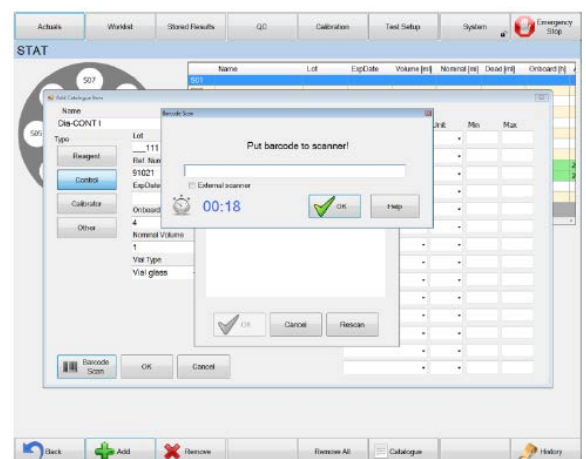 Actuals Worklist Stored Results QC Calibration Test Setup System Emergency Stop
STAT
Name Lot ExpDate Volume [ml] Nominal [ml] Dead [ml] Onboard [h]
S07
S01
S05
Add Catalogue Item
Name
Dia-CONT I
Type
Lot
___111
Ref. Num
91021
ExpDate
Onboard
4
Nominal Volume
1
Vial Type
Vial glass
Reagent
Control
Calibrator
Other
Unit Min Max
Barcode Scan
Put barcode to scanner!
External scanner
00:18
OK Help
OK Cancel Rescan
Barcode Scan OK Cancel
Back Add Remove Remove All Catalogue History